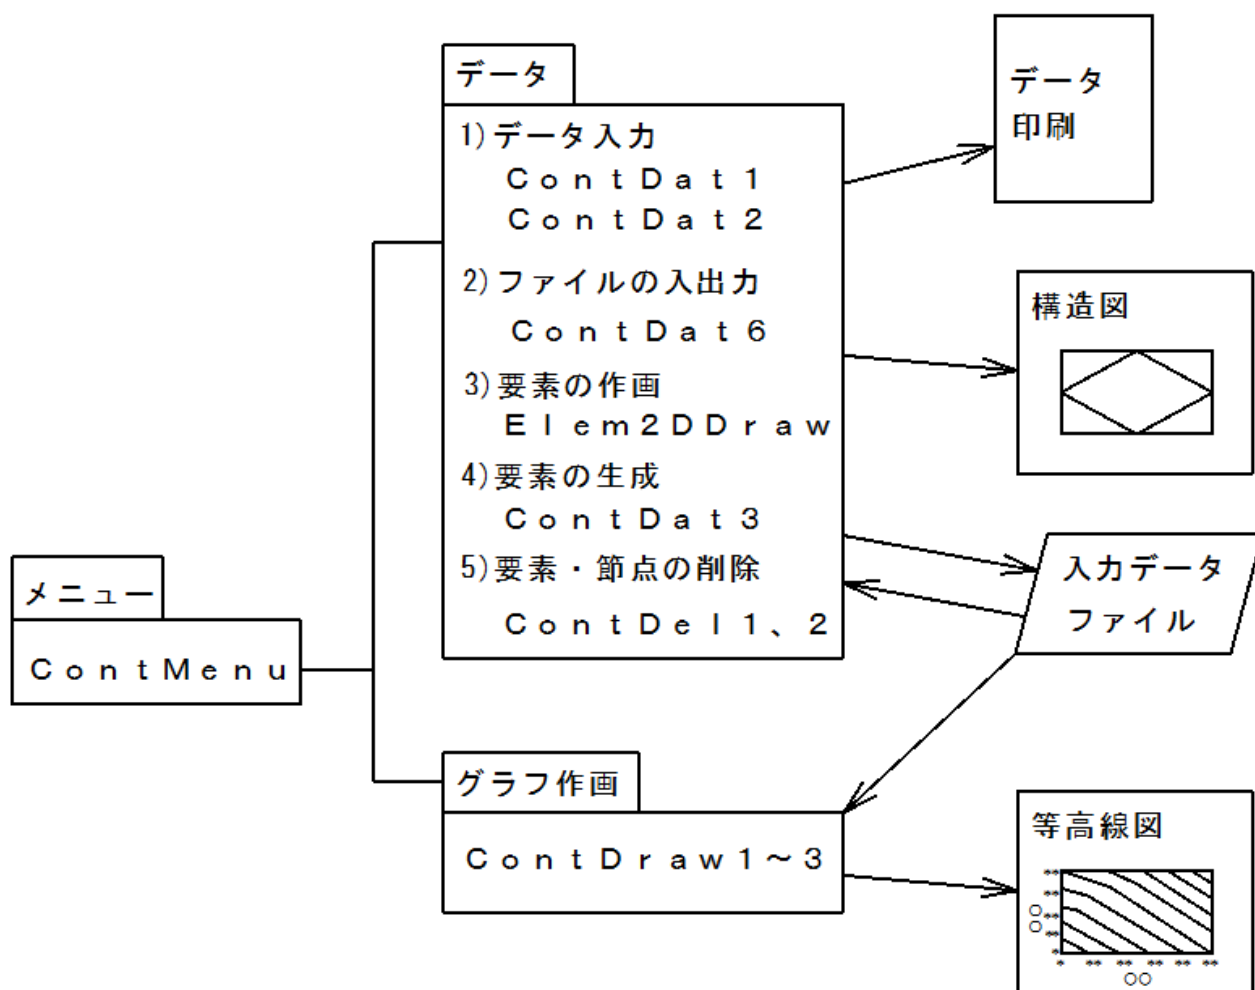 データ
1)データ入力
ContDat1
ContDat2
2)ファイルの入出力
ContDat6
3)要素の作画
Elem2DDraw
4)要素の生成
ContDat3
5)要素・節点の削除
ContDel1、2
メニュー
ContMenu
グラフ作画
ContDraw1~3
データ
印刷
構造図
入力データ
ファイル
等高線図
**
**
○○
**
**
*
* ** ** ** ** **
○○